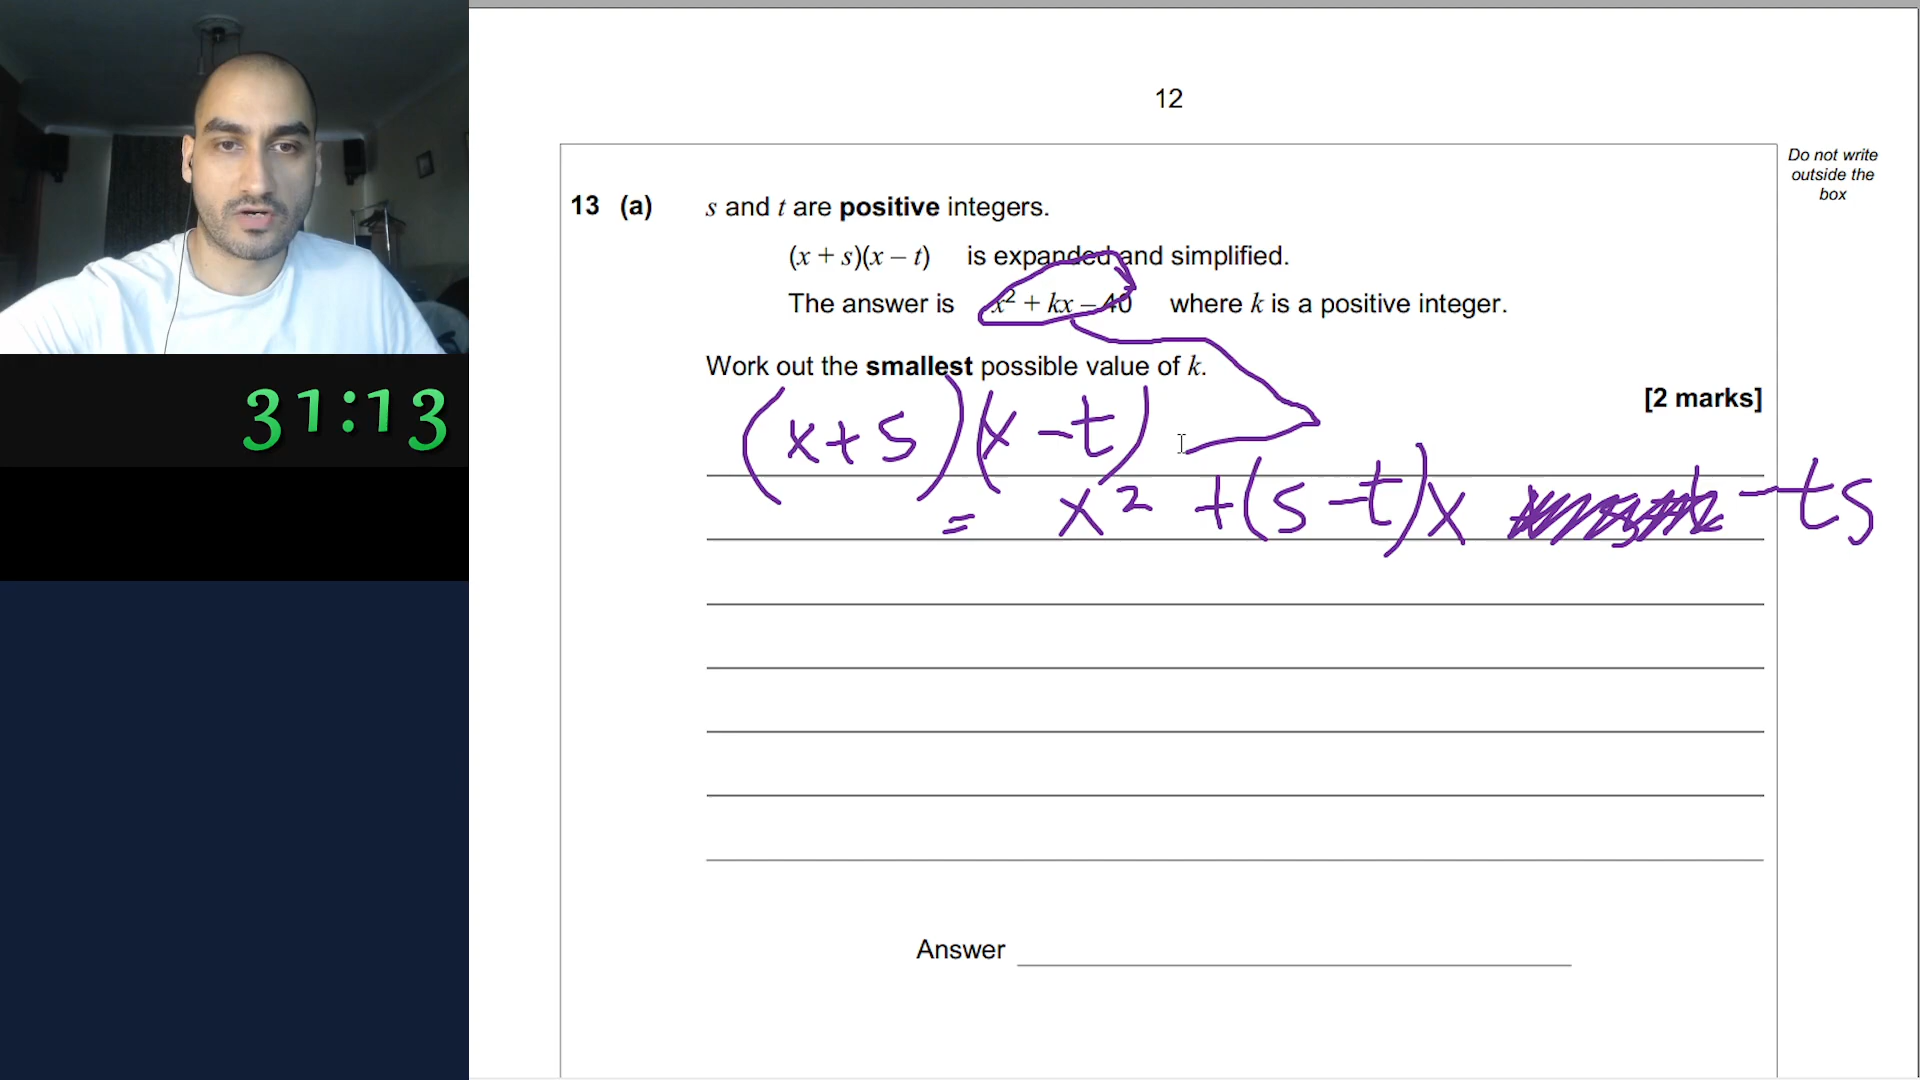 31:13
12
Do not write
outside the
box
13 (a) s and t are positive integers.
(x + s)(x – t) is expanded and simplified.
The answer is x² + kx – 40 where k is a positive integer.
Work out the smallest possible value of k.
[2 marks]
(x+s)(x-t)
= x² +(s-t)x -ts
Answer